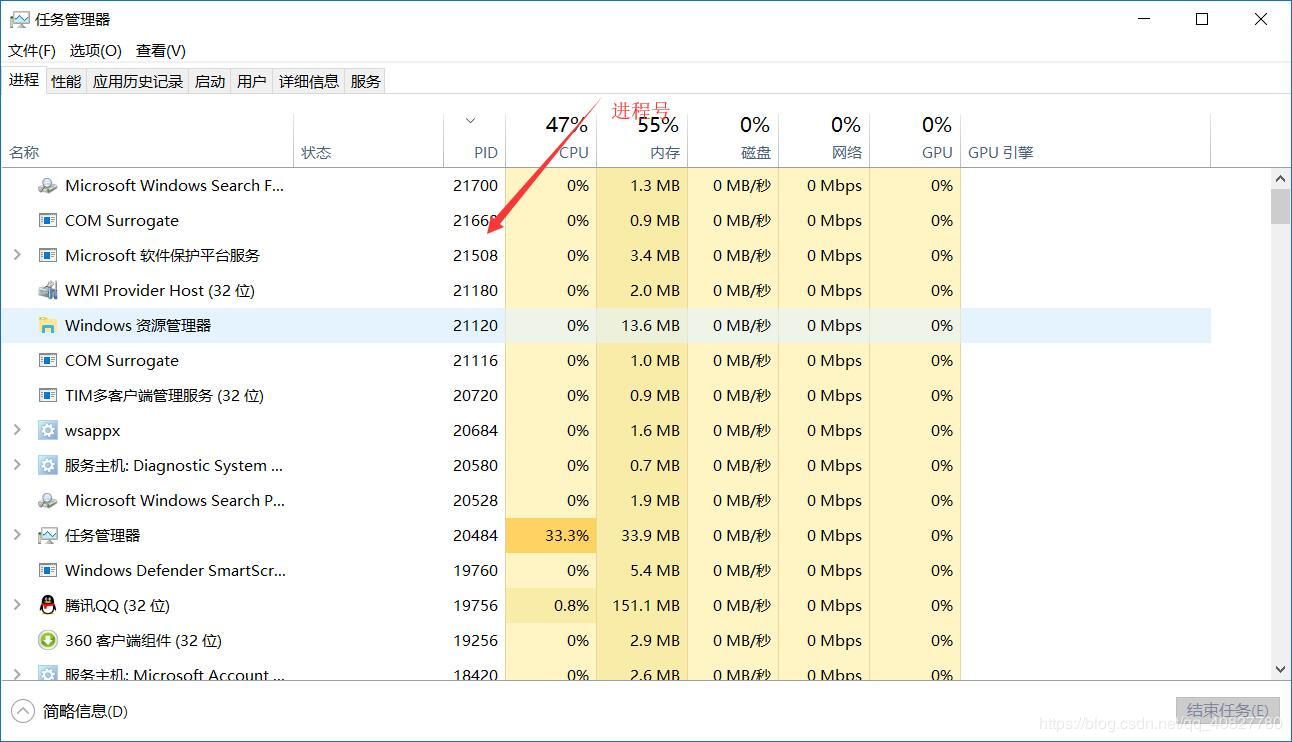 任务管理器
文件(F) 选项(O) 查看(V)
进程 性能 应用历史记录 启动 用户 详细信息 服务
进程号
47% 55% 0% 0% 0%
名称 状态 PID CPU 内存 磁盘 网络 GPU GPU 引擎
Microsoft Windows Search F... 21700 0% 1.3 MB 0 MB/秒 0 Mbps 0%
COM Surrogate 21660 0% 0.9 MB 0 MB/秒 0 Mbps 0%
Microsoft 软件保护平台服务 21508 0% 3.4 MB 0 MB/秒 0 Mbps 0%
WMI Provider Host (32 位) 21180 0% 2.0 MB 0 MB/秒 0 Mbps 0%
Windows 资源管理器 21120 0% 13.6 MB 0 MB/秒 0 Mbps 0%
COM Surrogate 21116 0% 1.0 MB 0 MB/秒 0 Mbps 0%
TIM多客户端管理服务 (32 位) 20720 0% 0.9 MB 0 MB/秒 0 Mbps 0%
wsappx 20684 0% 1.6 MB 0 MB/秒 0 Mbps 0%
服务主机: Diagnostic System ... 20580 0% 0.7 MB 0 MB/秒 0 Mbps 0%
Microsoft Windows Search P... 20528 0% 1.9 MB 0 MB/秒 0 Mbps 0%
任务管理器 20484 33.3% 33.9 MB 0 MB/秒 0 Mbps 0%
Windows Defender SmartScr... 19760 0% 5.4 MB 0 MB/秒 0 Mbps 0%
腾讯QQ (32 位) 19756 0.8% 151.1 MB 0 MB/秒 0 Mbps 0%
360 客户端组件 (32 位) 19256 0% 2.9 MB 0 MB/秒 0 Mbps 0%
服务主机: Microsoft Account ... 18420 0% 2.6 MB 0 MB/秒 0 Mbps 0%
简略信息(D) 结束任务(E)
https://blog.csdn.net/qq_40827780